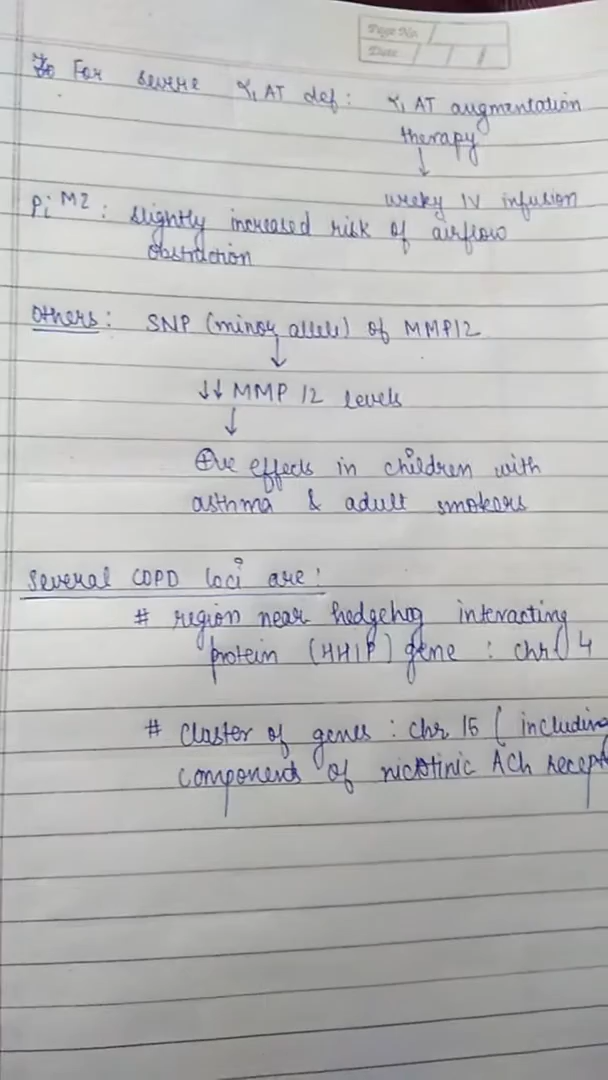 Page No.
Date
For severe α1 AT def : α1 AT augmentation
therapy
↓
weeky IV infusion
Pi MZ : slightly increased risk of airflow
obstruction
Others : SNP (minor allele) of MMP12
↓
↓↓ MMP 12 levels
↓
⊕ve effects in children with
asthma & adult smokers
Several COPD loci are :
# region near hedgehog interacting
protein (HHIP) gene : chr 4
# cluster of genes : chr 15 ( including
components of nicotinic Ach recept